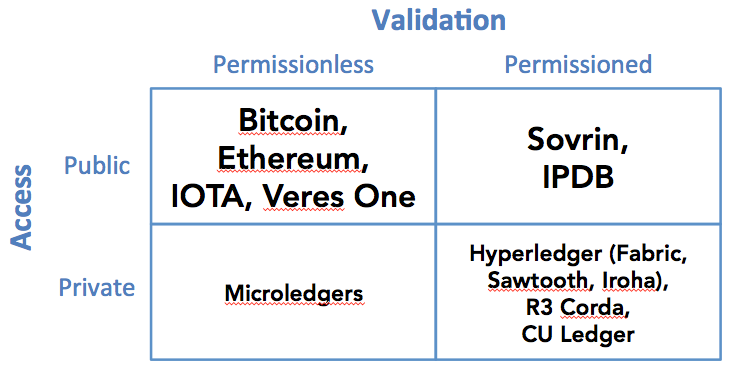 Validation
Permissionless Permissioned
Access
Public
Bitcoin,
Ethereum,
IOTA, Veres One
Sovrin,
IPDB
Private
Microledgers
Hyperledger (Fabric,
Sawtooth, Iroha),
R3 Corda,
CU Ledger